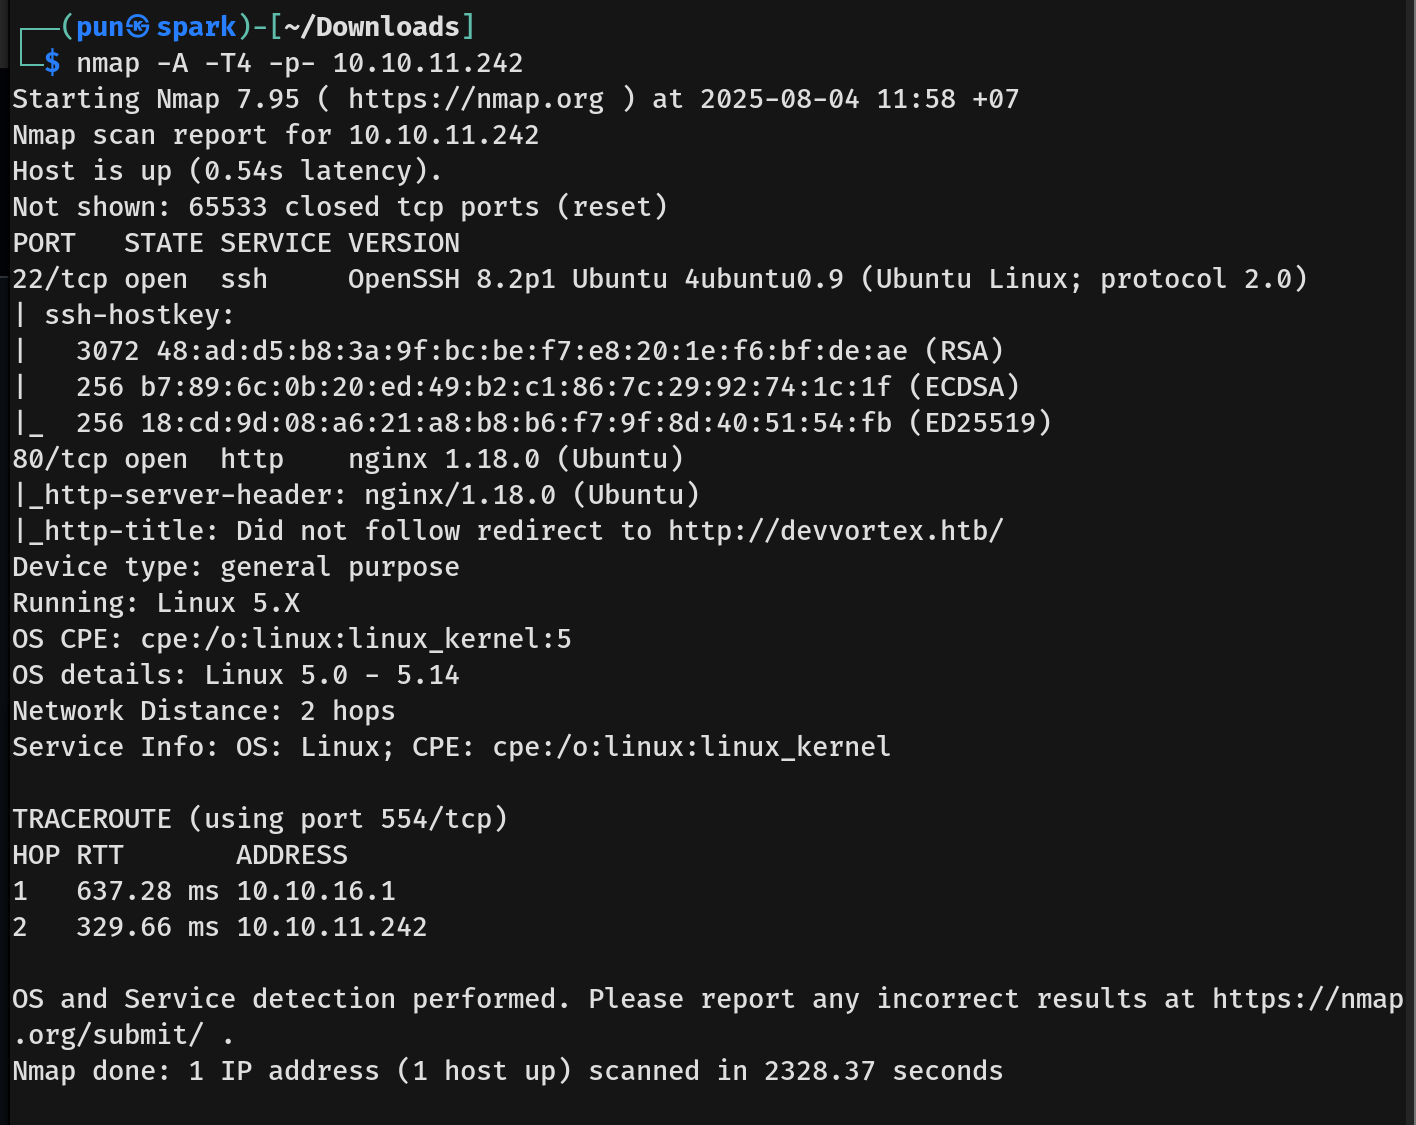 ┌──(pun㉿spark)-[~/Downloads]
└─$ nmap -A -T4 -p- 10.10.11.242
Starting Nmap 7.95 ( https://nmap.org ) at 2025-08-04 11:58 +07
Nmap scan report for 10.10.11.242
Host is up (0.54s latency).
Not shown: 65533 closed tcp ports (reset)
PORT   STATE SERVICE VERSION
22/tcp open  ssh     OpenSSH 8.2p1 Ubuntu 4ubuntu0.9 (Ubuntu Linux; protocol 2.0)
| ssh-hostkey:
|   3072 48:ad:d5:b8:3a:9f:bc:be:f7:e8:20:1e:f6:bf:de:ae (RSA)
|   256 b7:89:6c:0b:20:ed:49:b2:c1:86:7c:29:92:74:1c:1f (ECDSA)
|_  256 18:cd:9d:08:a6:21:a8:b8:b6:f7:9f:8d:40:51:54:fb (ED25519)
80/tcp open  http    nginx 1.18.0 (Ubuntu)
|_http-server-header: nginx/1.18.0 (Ubuntu)
|_http-title: Did not follow redirect to http://devvortex.htb/
Device type: general purpose
Running: Linux 5.X
OS CPE: cpe:/o:linux:linux_kernel:5
OS details: Linux 5.0 - 5.14
Network Distance: 2 hops
Service Info: OS: Linux; CPE: cpe:/o:linux:linux_kernel

TRACEROUTE (using port 554/tcp)
HOP RTT       ADDRESS
1   637.28 ms 10.10.16.1
2   329.66 ms 10.10.11.242

OS and Service detection performed. Please report any incorrect results at https://nmap
.org/submit/ .
Nmap done: 1 IP address (1 host up) scanned in 2328.37 seconds